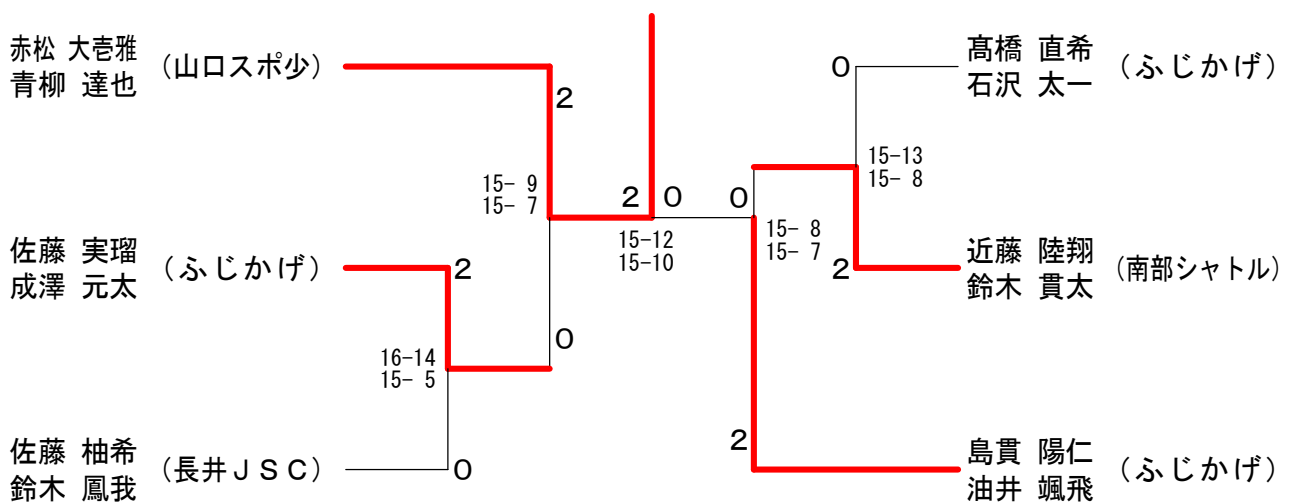 赤松 大壱雅
青柳 達也
(山口スポ少)
2
15- 9
15- 7
佐藤 実瑠
成澤 元太
(ふじかげ)
2
16-14
15- 5
0
佐藤 柚希
鈴木 鳳我
(長井JSC)
0
2 0
15-12
15-10
0
髙橋 直希
石沢 太一
(ふじかげ)
15-13
15- 8
0
15- 8
15- 7
2
近藤 陸翔
鈴木 貫太
(南部シャトル)
2
島貫 陽仁
油井 颯飛
(ふじかげ)